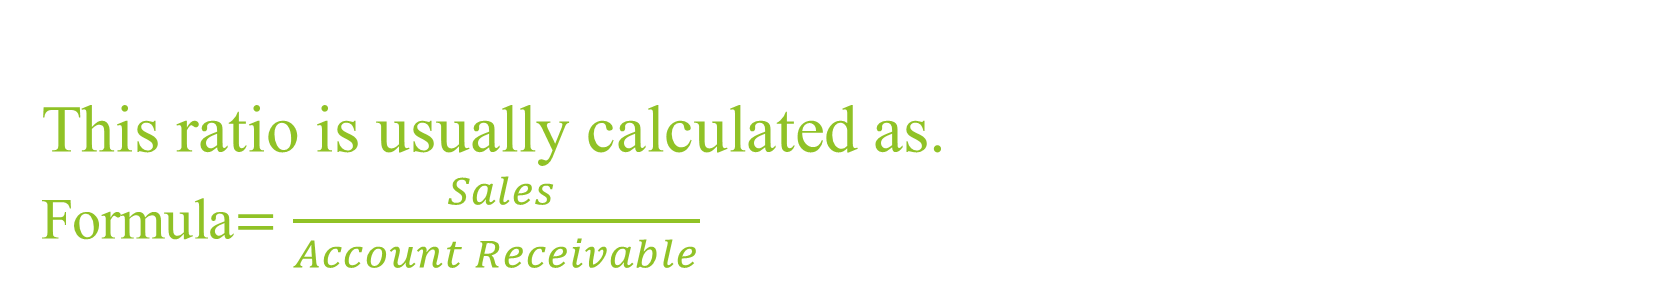 This ratio is usually calculated as.
Formula= Sales
Account Receivable